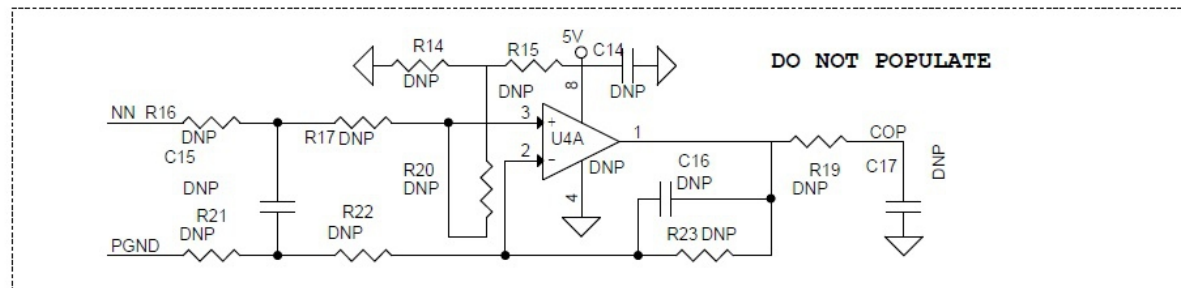 R14
DNP
R15
DNP
5V
C14
DNP
DO NOT POPULATE
8
NN R16
DNP
C15
DNP
R17 DNP
3
+
U4A
2
-
DNP
1
4
R20
DNP
C16
DNP
R19
DNP
COP
C17
DNP
R21
DNP
PGND
R22
DNP
R23 DNP